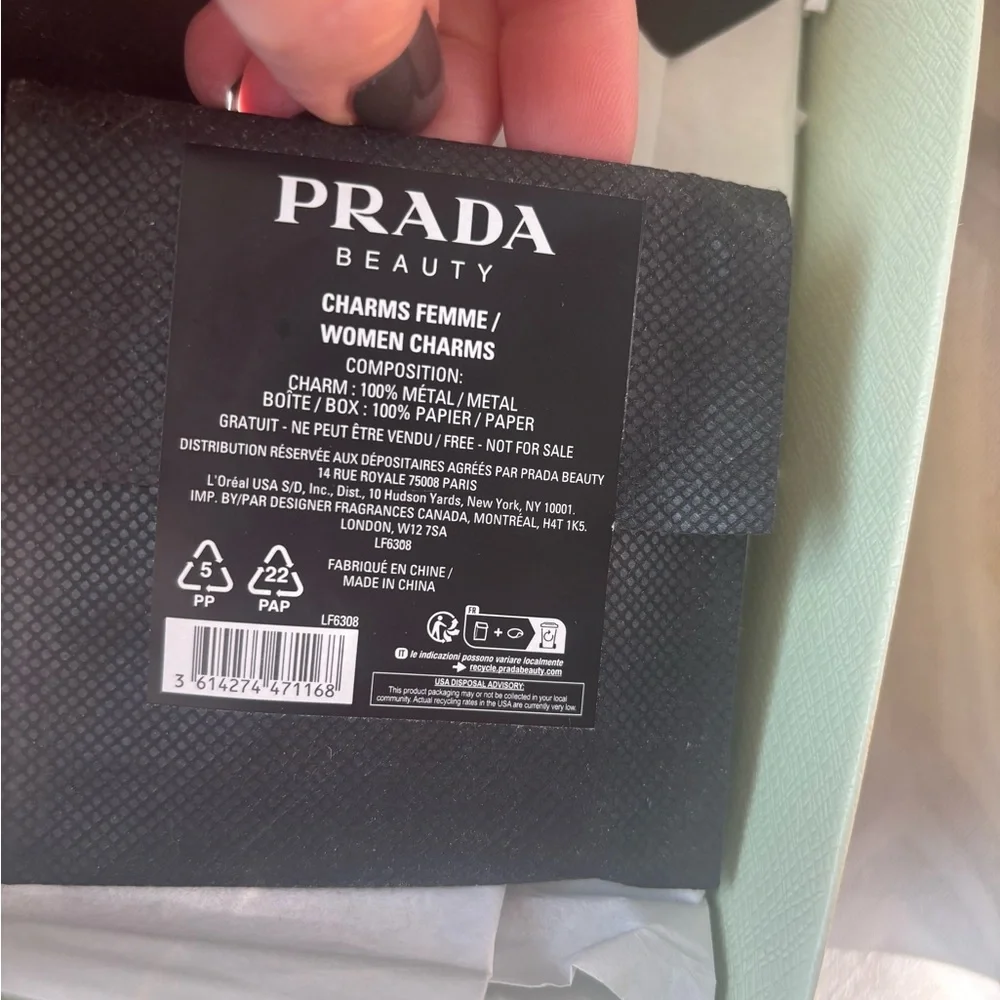 PRADA
BEAUTY
CHARMS FEMME /
WOMEN CHARMS
COMPOSITION:
CHARM : 100% MÉTAL / METAL
BOÎTE / BOX : 100% PAPIER / PAPER
GRATUIT - NE PEUT ÊTRE VENDU / FREE - NOT FOR SALE
DISTRIBUTION RÉSERVÉE AUX DÉPOSITAIRES AGRÉÉS PAR PRADA BEAUTY
14 RUE ROYALE 75008 PARIS
L'Oréal USA S/D, Inc., Dist., 10 Hudson Yards, New York, NY 10001.
IMP. BY/PAR DESIGNER FRAGRANCES CANADA, MONTRÉAL, H4T 1K5.
LONDON, W12 7SA
LF6308
FABRIQUÉ EN CHINE /
MADE IN CHINA
5
PP
22
PAP
LF6308
3 614274 471168
FR
+
IT le indicazioni possono variare localmente
recycle.pradabeauty.com
USA DISPOSAL ADVISORY:
This product packaging may or not be collected in your local
community. Actual recycling rates in the USA are currently very low.